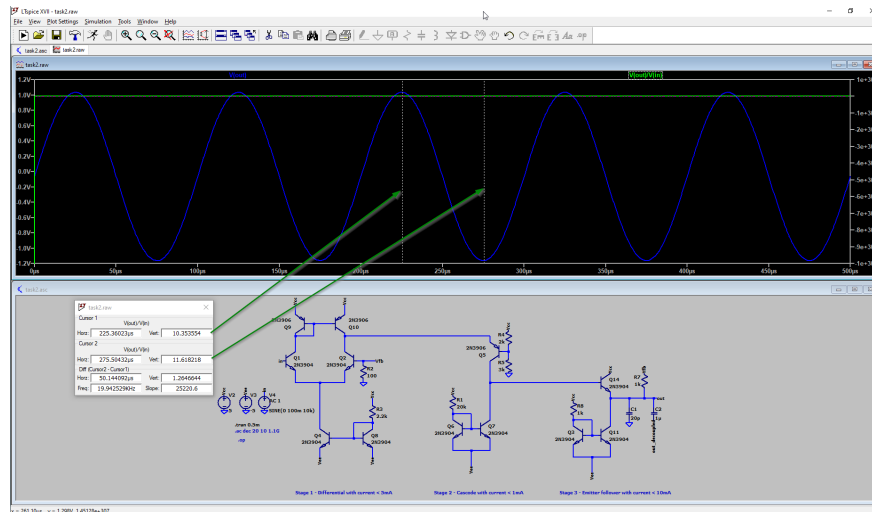 LTspice XVII - task2.raw
File View Plot Settings Simulation Tools Window Help
task2.asc task2.raw
task2.raw
V(out) V(out)/V(in)
1.2V
1.0V
0.8V
0.6V
0.4V
0.2V
0.0V
-0.2V
-0.4V
-0.6V
-0.8V
-1.0V
-1.2V
0µs 50µs 100µs 150µs 200µs 250µs 300µs 350µs 400µs 450µs 500µs
task2.asc
task2.raw
Cursor 1
V(out)/V(in)
Horz: 225.36023µs Vert: 10.353554
Cursor 2
V(out)/V(in)
Horz: 275.50432µs Vert: 11.618218
Diff (Cursor2 - Cursor1)
Horz: 50.144092µs Vert: 1.2646644
Freq: 19.942529KHz Slope: 25220.6
2N3906 2N3906
Q9 Q10
in
Q1 Q2
2N3904 2N3904
Vfb
R2
100
R3
2.2k
Q4 Q8
2N3904 2N3904
V2 V3 V4
AC 1
SINE(0 100m 10k)
.tran 0.5m
.ac dec 20 10 1.1G
.op
R4
2k
2N3906
Q5
R5
1k
R1
20k
Q6 Q7
2N3904 2N3904
Q14
2N3904
R7
1k
out
R8
1k
Q3 Q11
2N3904 2N3904
C1 C2
20p 1µ
Stage 1 - Differential with current < 3mA
Stage 2 - Cascode with current < 1mA
Stage 3 - Emitter follower with current < 10mA